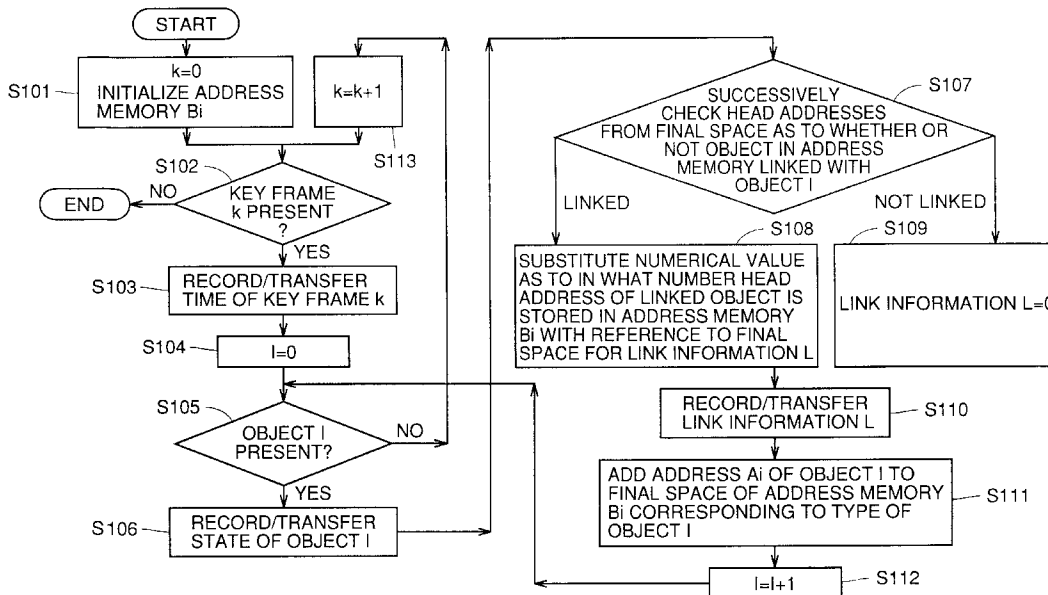 START
S101
k=0
INITIALIZE ADDRESS
MEMORY Bi
k=k+1
S113
S102
KEY FRAME
k PRESENT
?
NO
END
YES
S103
RECORD/TRANSFER
TIME OF KEY FRAME k
S104
I=0
S105
OBJECT I
PRESENT?
NO
YES
S106
RECORD/TRANSFER
STATE OF OBJECT I
S107
SUCCESSIVELY
CHECK HEAD ADDRESSES
FROM FINAL SPACE AS TO WHETHER OR
NOT OBJECT IN ADDRESS
MEMORY LINKED WITH
OBJECT I
LINKED
NOT LINKED
S108
SUBSTITUTE NUMERICAL VALUE
AS TO IN WHAT NUMBER HEAD
ADDRESS OF LINKED OBJECT IS
STORED IN ADDRESS MEMORY
Bi WITH REFERENCE TO FINAL
SPACE FOR LINK INFORMATION L
S109
LINK INFORMATION L=0
RECORD/TRANSFER
LINK INFORMATION L
S110
ADD ADDRESS Ai OF OBJECT I TO
FINAL SPACE OF ADDRESS MEMORY
Bi CORRESPONDING TO TYPE OF
OBJECT I
S111
I=I+1
S112